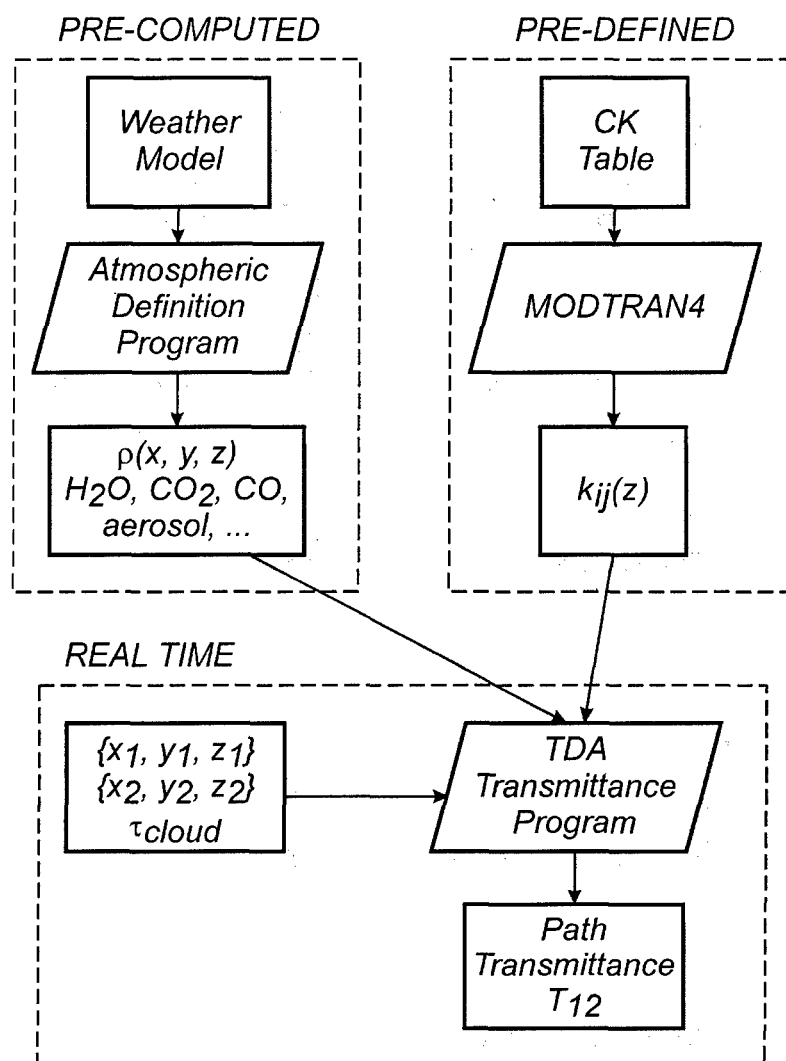 PRE-COMPUTED
Weather
Model
Atmospheric
Definition
Program
ρ(x, y, z)
H2O, CO2, CO,
aerosol, ...
PRE-DEFINED
CK
Table
MODTRAN4
kij(z)
REAL TIME
{x1, y1, z1}
{x2, y2, z2}
τcloud
TDA
Transmittance
Program
Path
Transmittance
T12